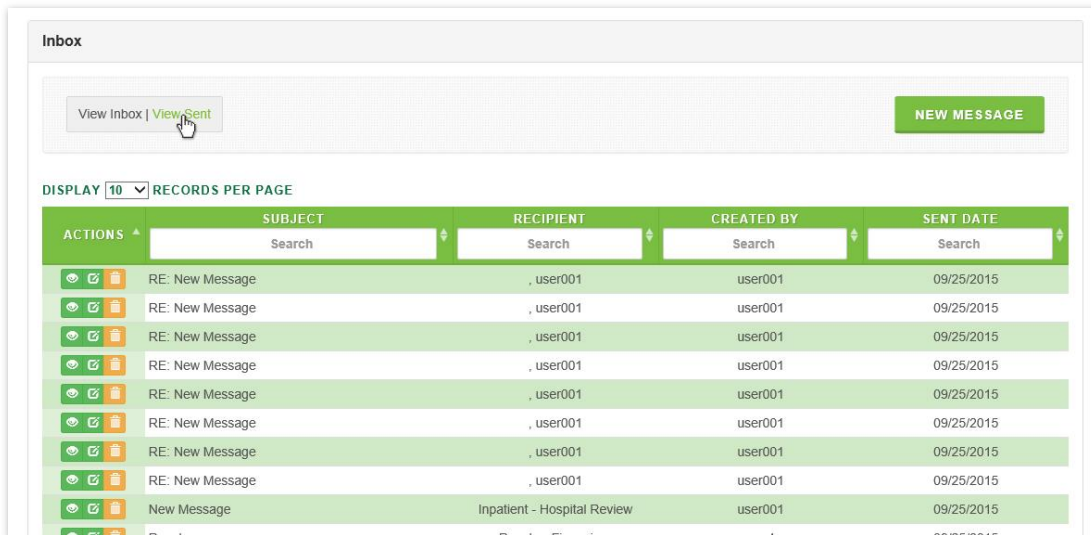 Inbox
View Inbox | View Sent
NEW MESSAGE
DISPLAY 10 RECORDS PER PAGE
ACTIONS SUBJECT RECIPIENT CREATED BY SENT DATE
Search Search Search Search
RE: New Message , user001 user001 09/25/2015
RE: New Message , user001 user001 09/25/2015
RE: New Message , user001 user001 09/25/2015
RE: New Message , user001 user001 09/25/2015
RE: New Message , user001 user001 09/25/2015
RE: New Message , user001 user001 09/25/2015
RE: New Message , user001 user001 09/25/2015
RE: New Message , user001 user001 09/25/2015
New Message Inpatient - Hospital Review user001 09/25/2015